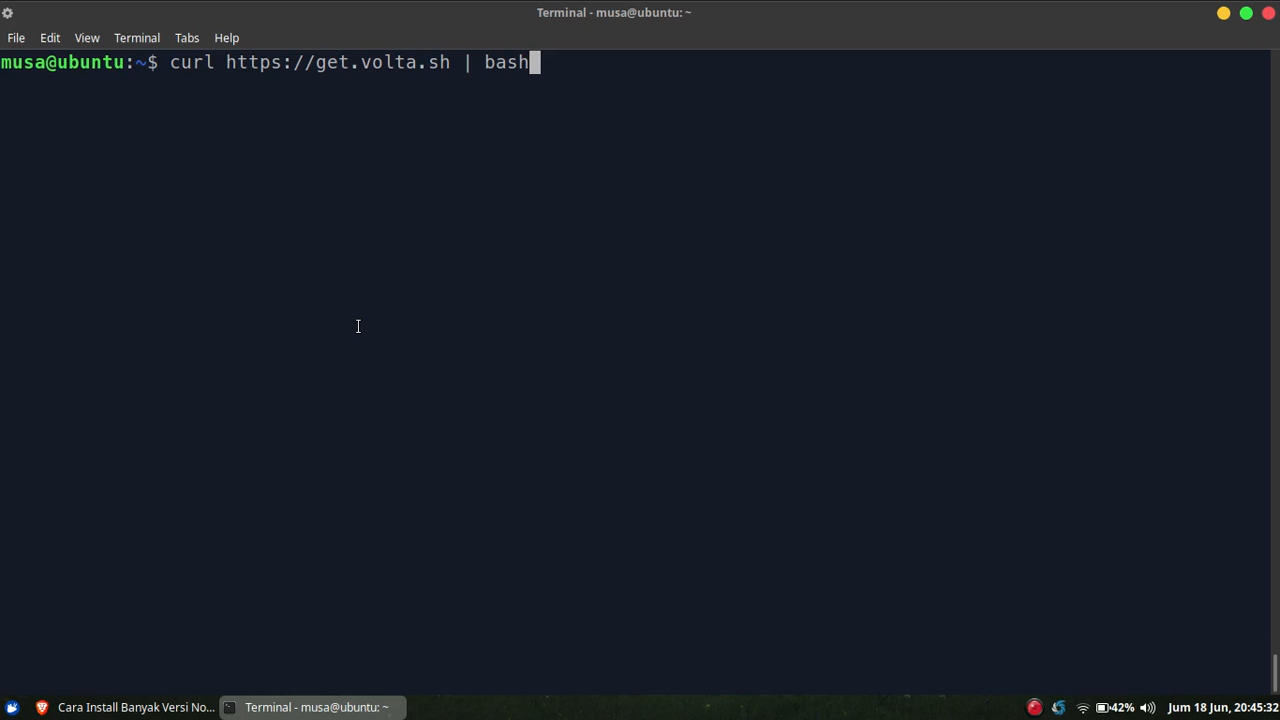 Terminal - musa@ubuntu: ~
File Edit View Terminal Tabs Help
musa@ubuntu:~$ curl https://get.volta.sh | bash
Cara Install Banyak Versi No... Terminal - musa@ubuntu: ~ 42% Jum 18 Jun, 20:45:32